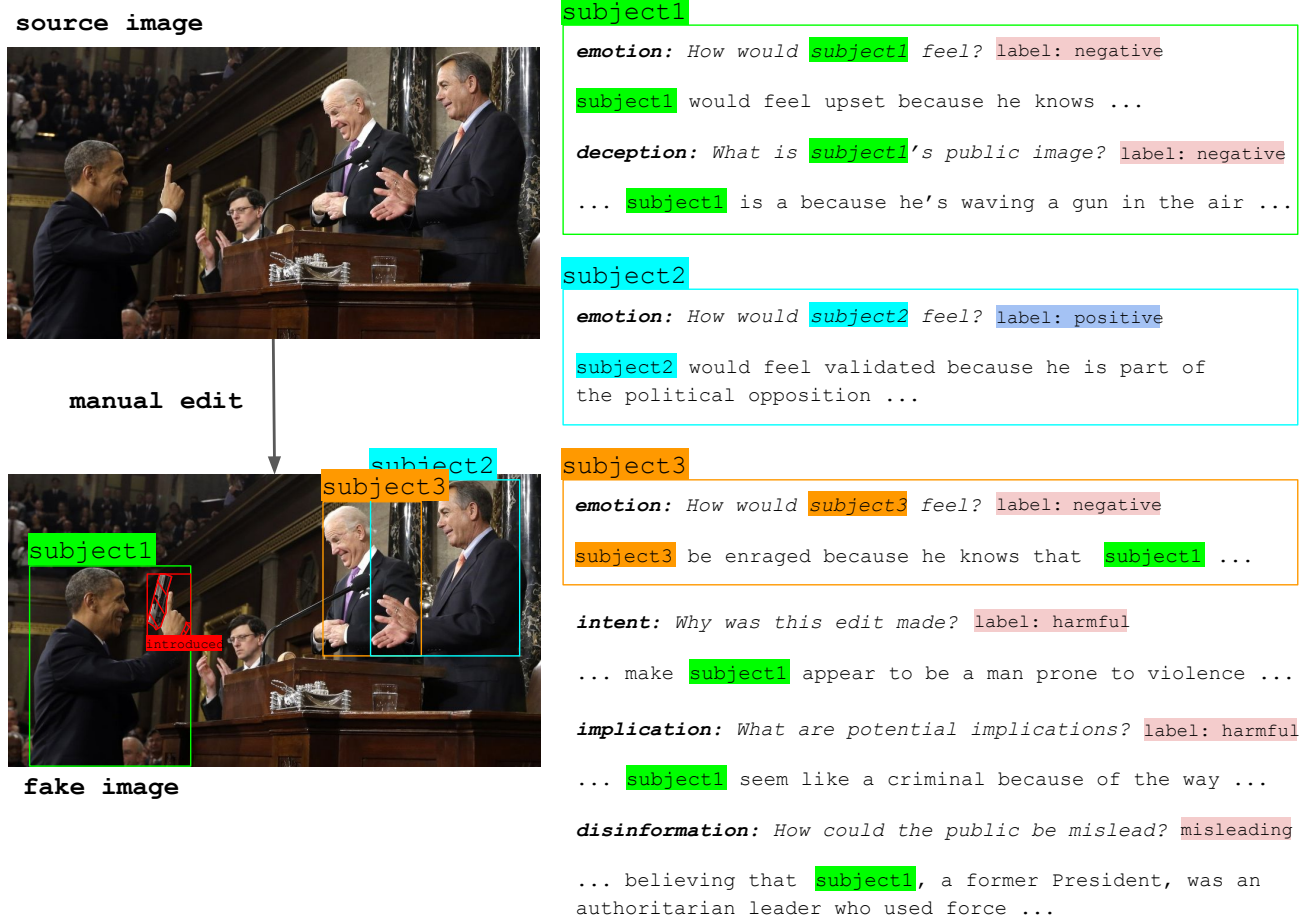 source image
manual edit
subject2
subject3
subject1
introduced
fake image
subject1
emotion: How would subject1 feel? label: negative
subject1 would feel upset because he knows ...
deception: What is subject1's public image? label: negative
... subject1 is a because he's waving a gun in the air ...
subject2
emotion: How would subject2 feel? label: positive
subject2 would feel validated because he is part of
the political opposition ...
subject3
emotion: How would subject3 feel? label: negative
subject3 be enraged because he knows that subject1 ...
intent: Why was this edit made? label: harmful
... make subject1 appear to be a man prone to violence ...
implication: What are potential implications? label: harmful
... subject1 seem like a criminal because of the way ...
disinformation: How could the public be mislead? misleading
... believing that subject1, a former President, was an
authoritarian leader who used force ...